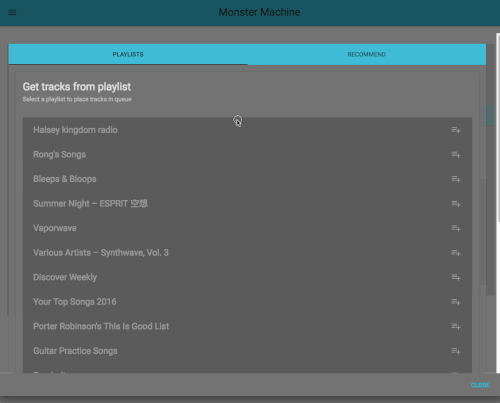 Monster Machine
PLAYLISTS
RECOMMEND
Get tracks from playlist
Select a playlist to place tracks in queue
Halsey kingdom radio
Rong's Songs
Bleeps & Bloops
Summer Night – ESPRIT 空想
Vaporwave
Various Artists – Synthwave, Vol. 3
Discover Weekly
Your Top Songs 2016
Porter Robinson's This Is Good List
Guitar Practice Songs
CLOSE